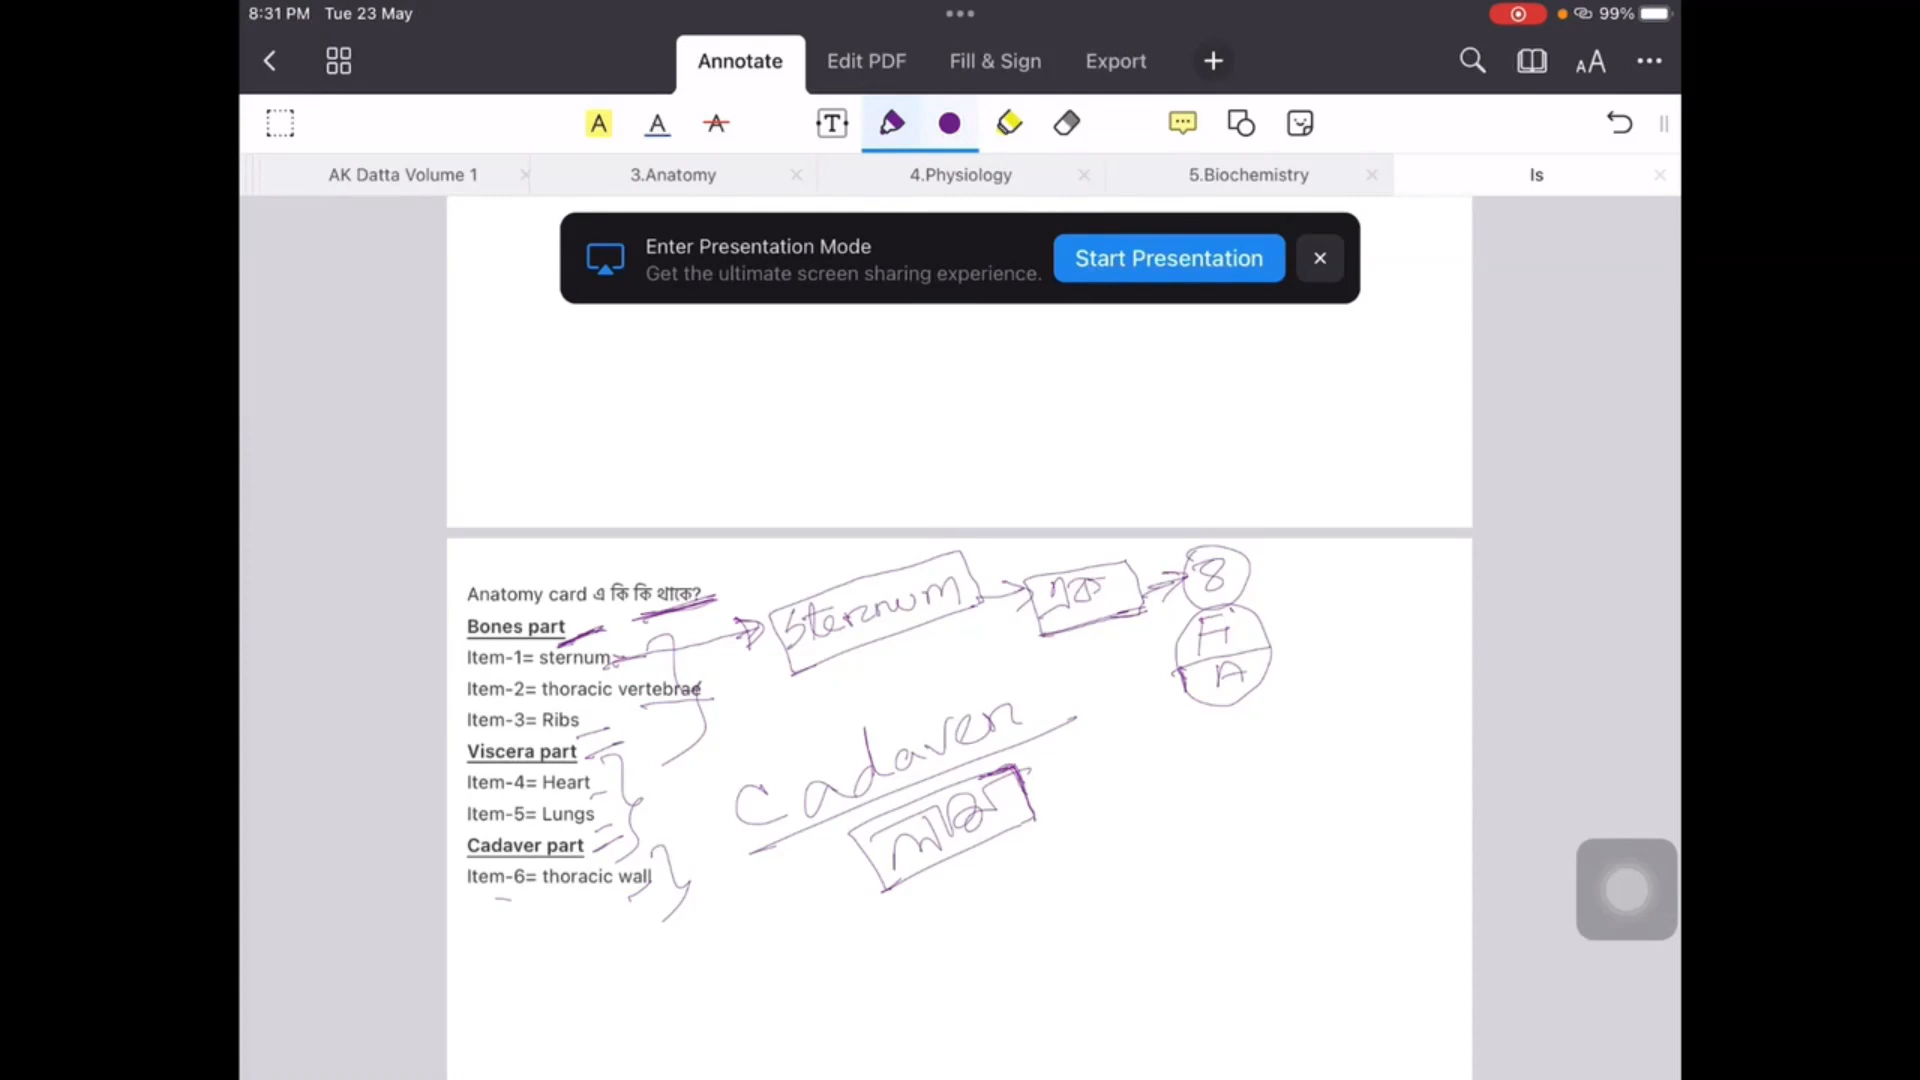 8:31 PM Tue 23 May
99%
Annotate Edit PDF Fill & Sign Export
AK Datta Volume 1 3.Anatomy 4.Physiology 5.Biochemistry Is
Enter Presentation Mode
Get the ultimate screen sharing experience.
Start Presentation
Anatomy card এ কি কি থাকে?
Bones part
Item-1= sternum
Item-2= thoracic vertebrae
Item-3= Ribs
Viscera part
Item-4= Heart
Item-5= Lungs
Cadaver part
Item-6= thoracic wall
Sternum
8
A
Cadaver